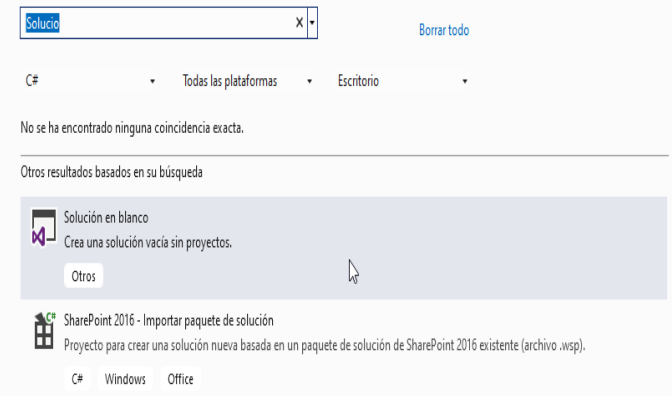 Solucio
Borrar todo
C# Todas las plataformas Escritorio
No se ha encontrado ninguna coincidencia exacta.
Otros resultados basados en su búsqueda
Solución en blanco
Crea una solución vacía sin proyectos.
Otros
C#
SharePoint 2016 - Importar paquete de solución
Proyecto para crear una solución nueva basada en un paquete de solución de SharePoint 2016 existente (archivo .wsp).
C# Windows Office